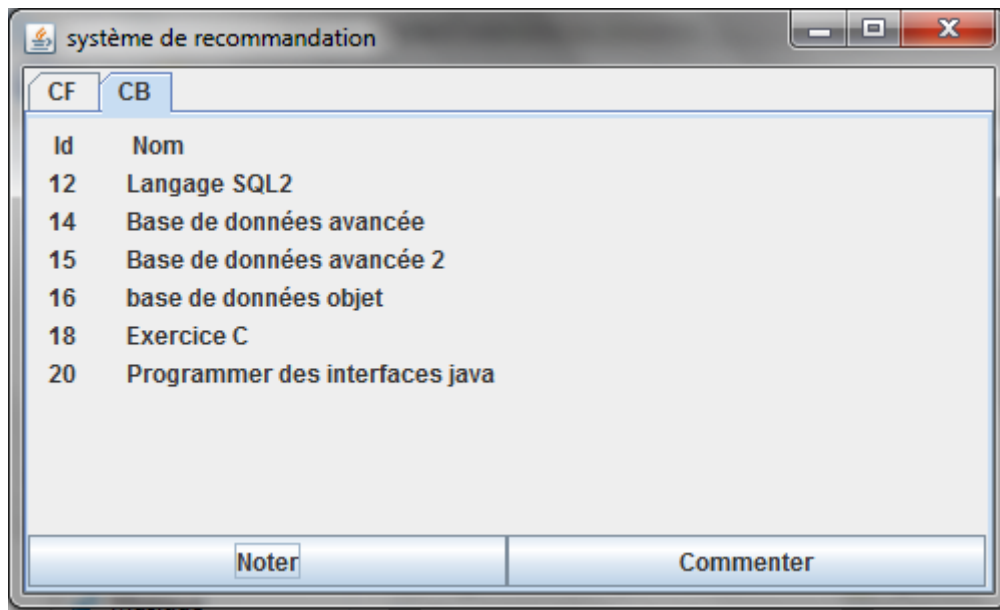 système de recommandation
CF CB
Id Nom
12 Langage SQL2
14 Base de données avancée
15 Base de données avancée 2
16 base de données objet
18 Exercice C
20 Programmer des interfaces java
Noter Commenter